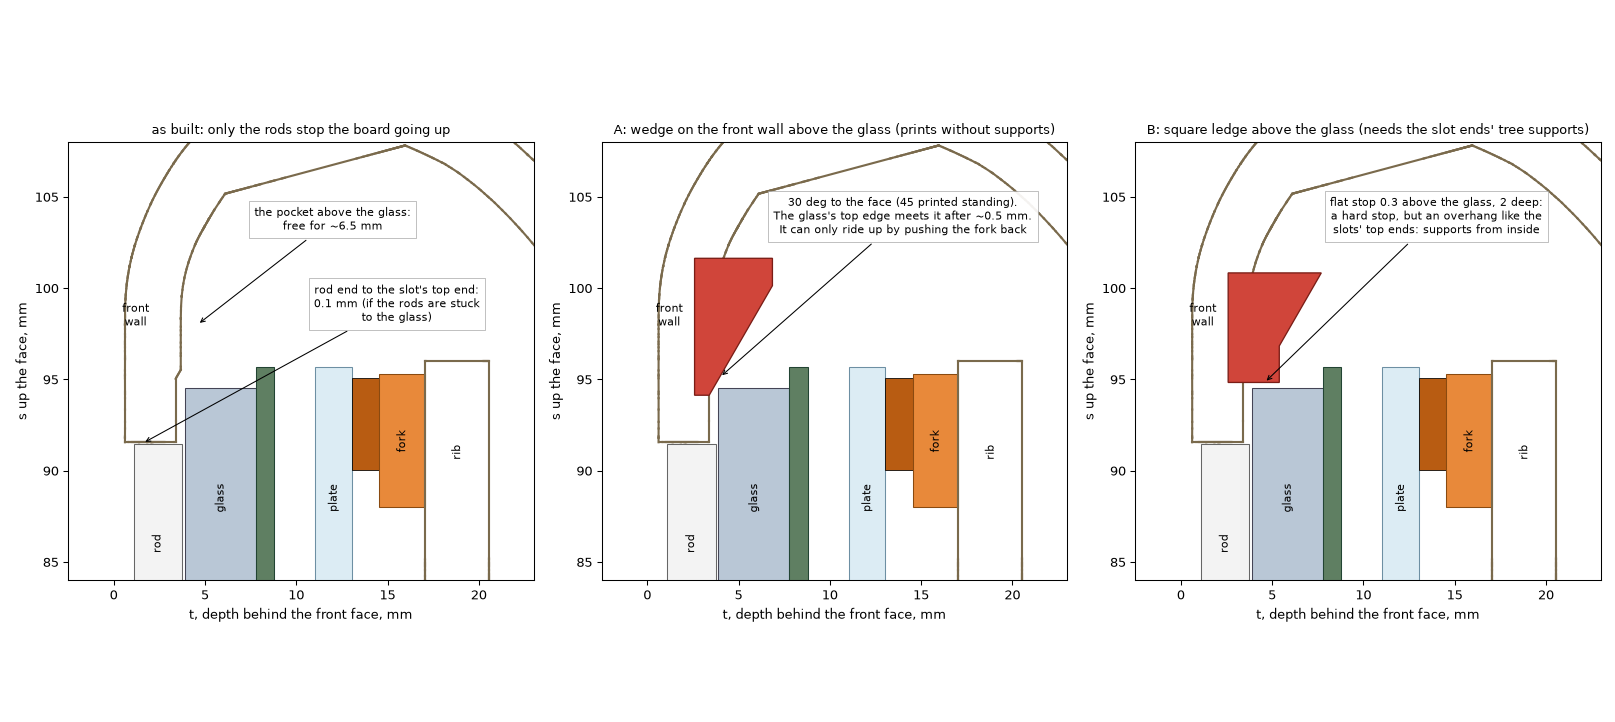 as built: only the rods stop the board going up
105
100
95
90
85
s up the face, mm
the pocket above the glass:
free for ~6.5 mm
rod end to the slot's top end:
0.1 mm (if the rods are stuck
to the glass)
front
wall
rod
glass
plate
fork
rib
0
5
10
15
20
t, depth behind the front face, mm
A: wedge on the front wall above the glass (prints without supports)
105
100
95
90
85
s up the face, mm
30 deg to the face (45 printed standing).
The glass's top edge meets it after ~0.5 mm.
It can only ride up by pushing the fork back
front
wall
rod
glass
plate
fork
rib
0
5
10
15
20
t, depth behind the front face, mm
B: square ledge above the glass (needs the slot ends' tree supports)
105
100
95
90
85
s up the face, mm
flat stop 0.3 above the glass, 2 deep:
a hard stop, but an overhang like the
slots' top ends: supports from inside
front
wall
rod
glass
plate
fork
rib
0
5
10
15
20
t, depth behind the front face, mm